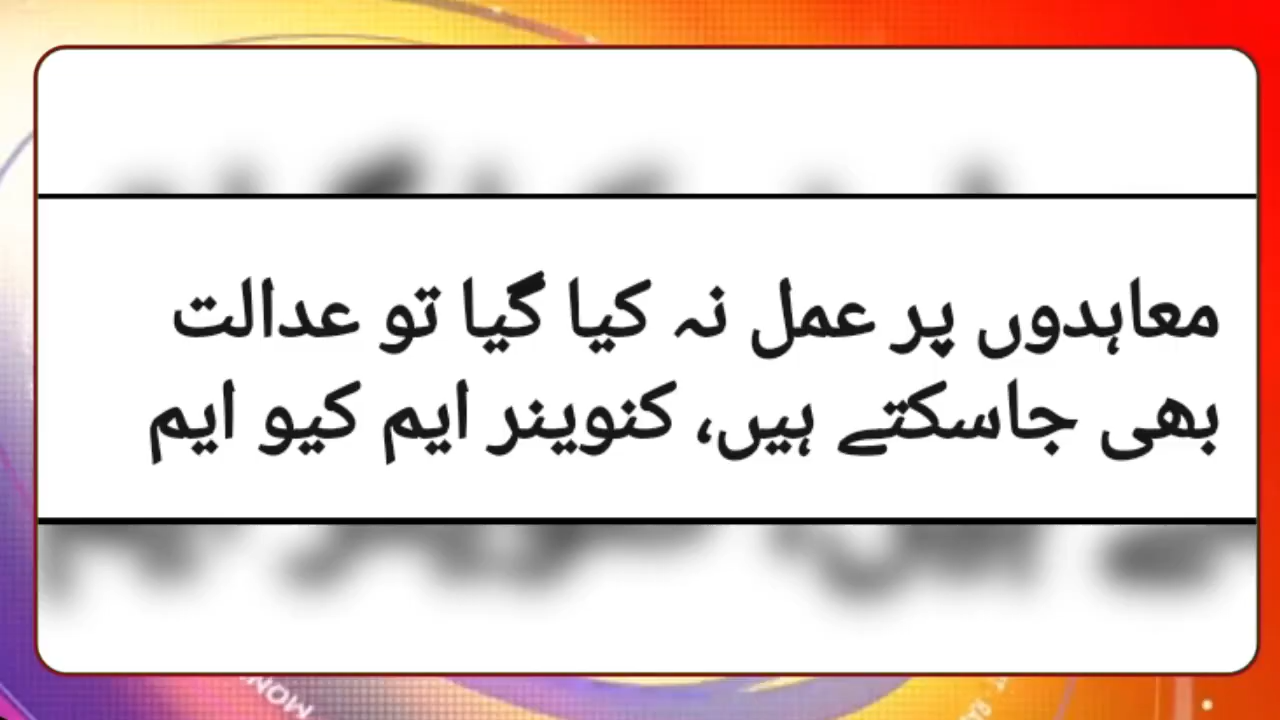 معاہدوں پر عمل نہ کیا گیا تو عدالت
بھی جاسکتے ہیں، کنوینر ایم کیو ایم